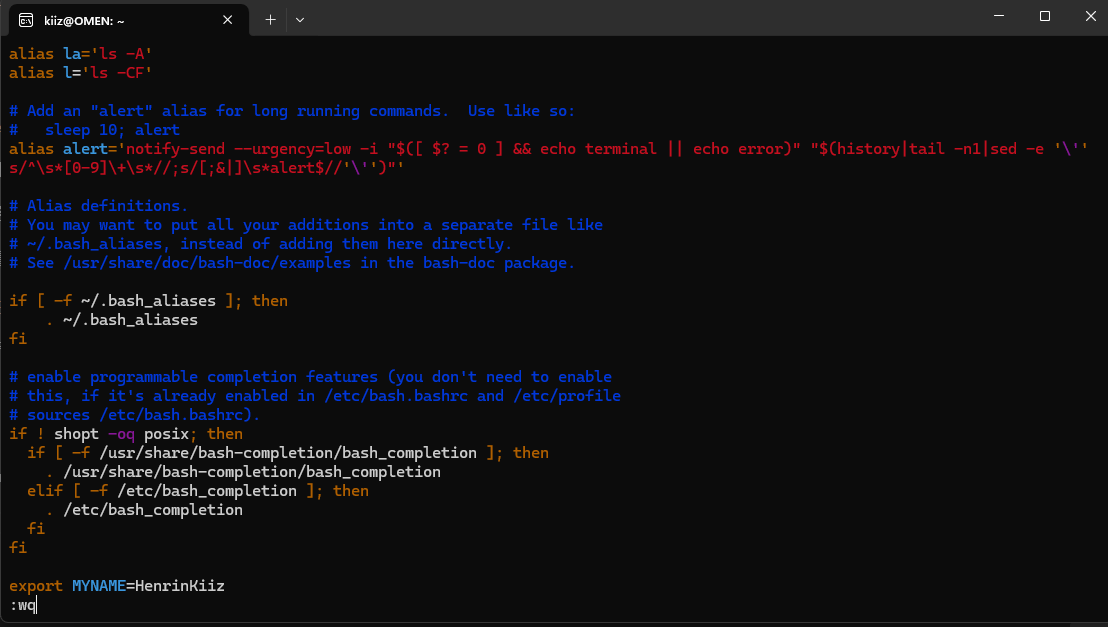 kiiz@OMEN: ~
alias la='ls -A'
alias l='ls -CF'
# Add an "alert" alias for long running commands.  Use like so:
#   sleep 10; alert
alias alert='notify-send --urgency=low -i "$([ $? = 0 ] && echo terminal || echo error)" "$(history|tail -n1|sed -e '\''
s/^\s*[0-9]\+\s*//;s/[;&|]\s*alert$//'\'')"'
# Alias definitions.
# You may want to put all your additions into a separate file like
# ~/.bash_aliases, instead of adding them here directly.
# See /usr/share/doc/bash-doc/examples in the bash-doc package.
if [ -f ~/.bash_aliases ]; then
    . ~/.bash_aliases
fi
# enable programmable completion features (you don't need to enable
# this, if it's already enabled in /etc/bash.bashrc and /etc/profile
# sources /etc/bash.bashrc).
if ! shopt -oq posix; then
  if [ -f /usr/share/bash-completion/bash_completion ]; then
    . /usr/share/bash-completion/bash_completion
  elif [ -f /etc/bash_completion ]; then
    . /etc/bash_completion
  fi
fi
export MYNAME=HenrinKiiz
:wq